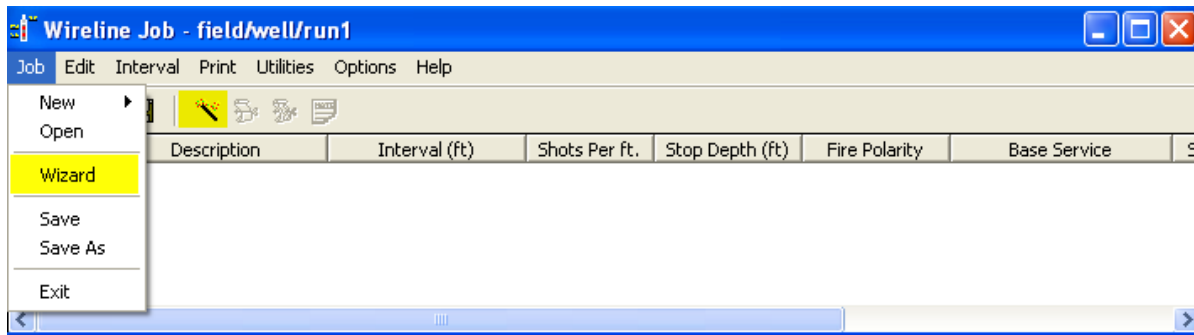 Wireline Job - field/well/run1
Job Edit Interval Print Utilities Options Help
New
Open
Description Interval (ft) Shots Per ft. Stop Depth (ft) Fire Polarity Base Service
Wizard
Save
Save As
Exit